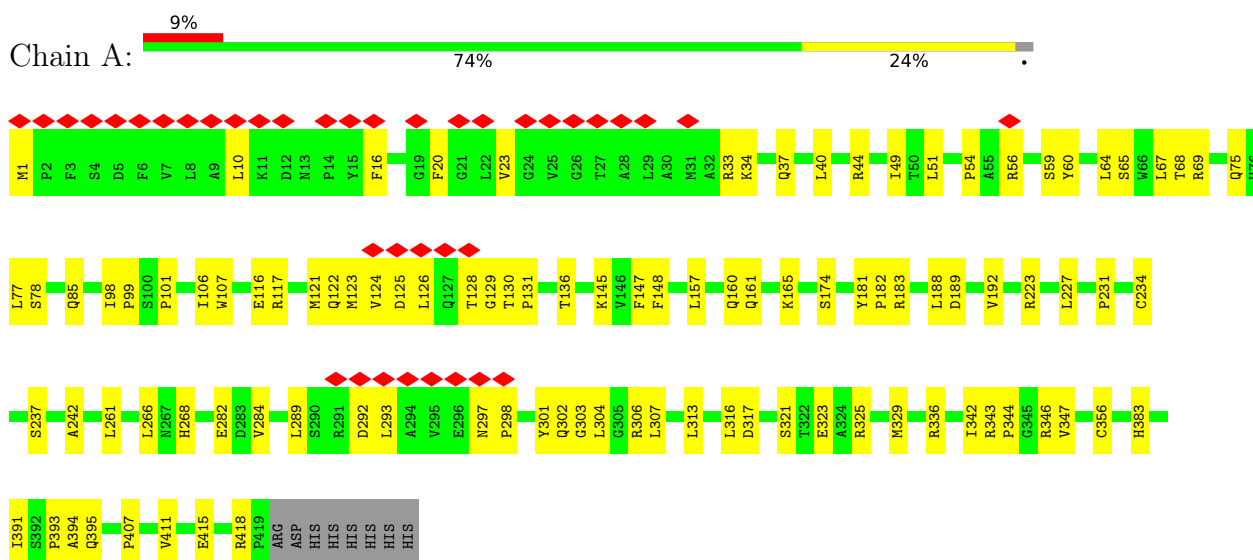 9%
Chain A:
74% 24% •
M1 P2 F3 S4 D5 F6 V7 L8 A9 L10 K11 D12 N13 P14 Y15 F16 G19 F20 G21 L22 V23 G24 V25 G26 T27 A28 L29 A30 M31 A32 R33 K34 Q37 L40 R44 I49 T50 L51 P54 A55 R56 S59 Y60 L64 S65 W66 L67 T68 R69 Q75
L77 S78 Q85 I98 P99 S100 P101 I106 W107 E116 R117 M121 Q122 M123 V124 D125 L126 Q127 T128 G129 T130 P131 T136 K145 V146 F147 F148 L157 Q160 Q161 K165 S174 Y181 P182 R183 L188 D189 V192 R223 L227 P231 C234
S237 A242 L261 L266 N267 H268 E282 D283 V284 L289 S290 R291 D292 L293 A294 V295 E296 N297 P298 Y301 Q302 G303 L304 G305 R306 L307 L313 L316 D317 S321 T322 E323 A324 R325 M329 R336 I342 R343 P344 G345 R346 V347 C356 H383
I391 S392 P393 A394 Q395 P407 V411 E415 R418 P419 ARG ASP HIS HIS HIS HIS HIS HIS